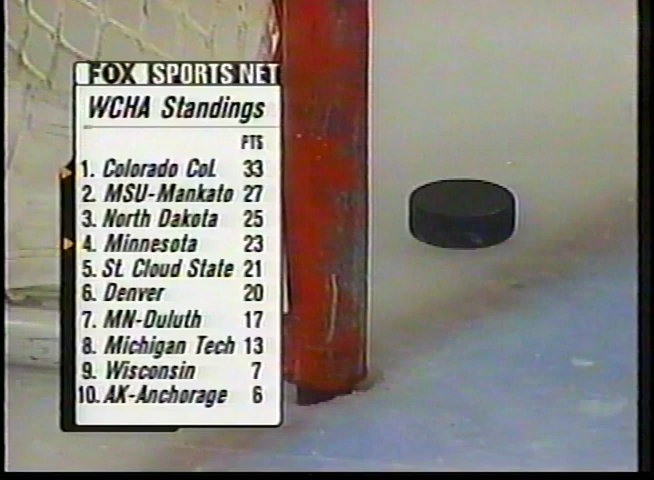 FOX SPORTS NET
WCHA Standings
PTS
1. Colorado Col. 33
2. MSU-Mankato 27
3. North Dakota 25
4. Minnesota 23
5. St. Cloud State 21
6. Denver 20
7. MN-Duluth 17
8. Michigan Tech 13
9. Wisconsin 7
10. AK-Anchorage 6